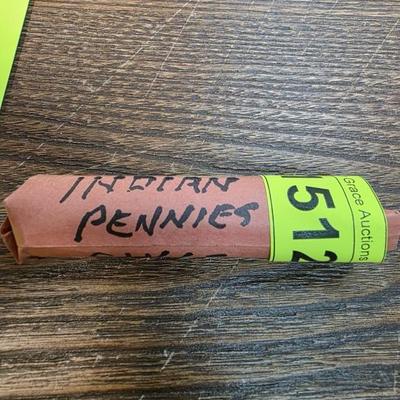 INDIAN
PENNIES
512
Grace Auctions